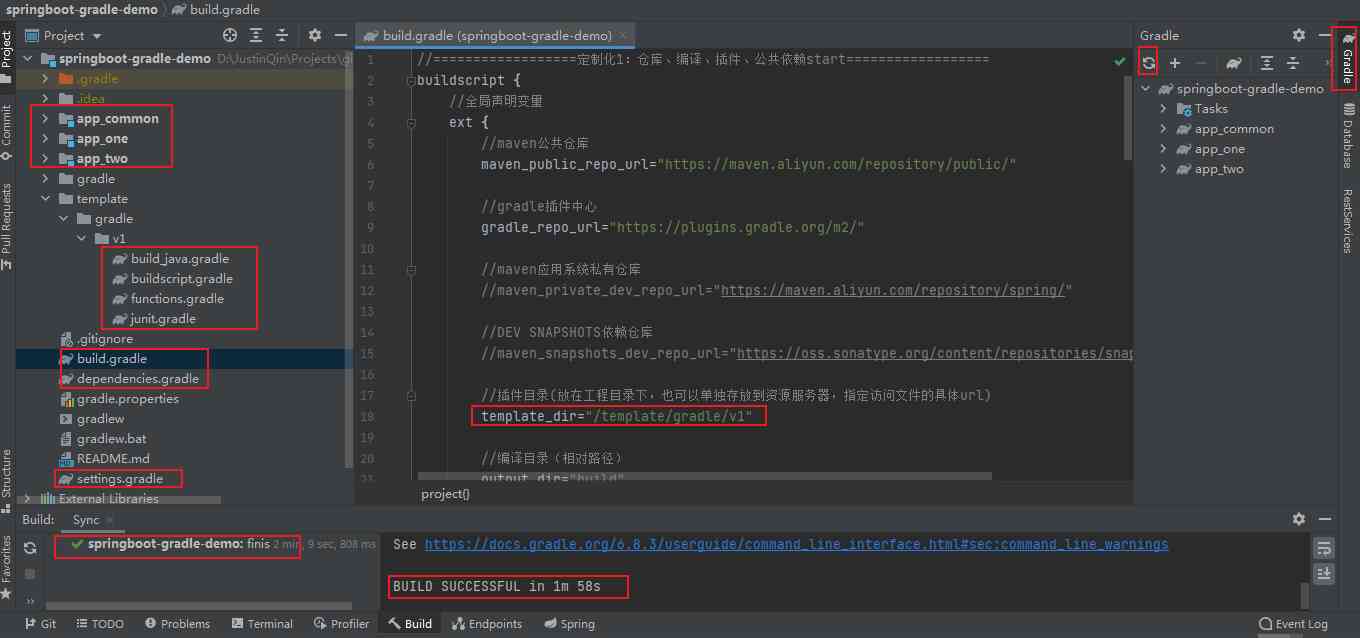 springboot-gradle-demo build.gradle
Project
build.gradle (springboot-gradle-demo)
Gradle
springboot-gradle-demo D:\JustinQin\Projects\gi
.gradle
.idea
app_common
app_one
app_two
gradle
template
gradle
v1
build_java.gradle
buildscript.gradle
functions.gradle
junit.gradle
.gitignore
build.gradle
dependencies.gradle
gradle.properties
gradlew
gradlew.bat
README.md
settings.gradle
External Libraries
Project
Commit
Pull Requests
Structure
Favorites
1 //==================定制化1：仓库、编译、插件、公共依赖start==================
2 buildscript {
3 //全局声明变量
4 ext {
5 //maven公共仓库
6 maven_public_repo_url="https://maven.aliyun.com/repository/public/"
7
8 //gradle插件中心
9 gradle_repo_url="https://plugins.gradle.org/m2/"
10
11 //maven应用系统私有仓库
12 //maven_private_dev_repo_url="https://maven.aliyun.com/repository/spring/"
13
14 //DEV SNAPSHOTS依赖仓库
15 //maven_snapshots_dev_repo_url="https://oss.sonatype.org/content/repositories/snap
16
17 //插件目录(放在工程目录下，也可以单独存放到资源服务器，指定访问文件的具体url)
18 template_dir="/template/gradle/v1"
19
20 //编译目录（相对路径）
21 output_dir="build"
project{}
springboot-gradle-demo
Tasks
app_common
app_one
app_two
Gradle
Database
RestServices
Build: Sync
springboot-gradle-demo: finis 2 min, 9 sec, 808 ms
See https://docs.gradle.org/6.8.3/userguide/command_line_interface.html#sec:command_line_warnings
BUILD SUCCESSFUL in 1m 58s
Git TODO Problems Terminal Profiler Build Endpoints Spring Event Log